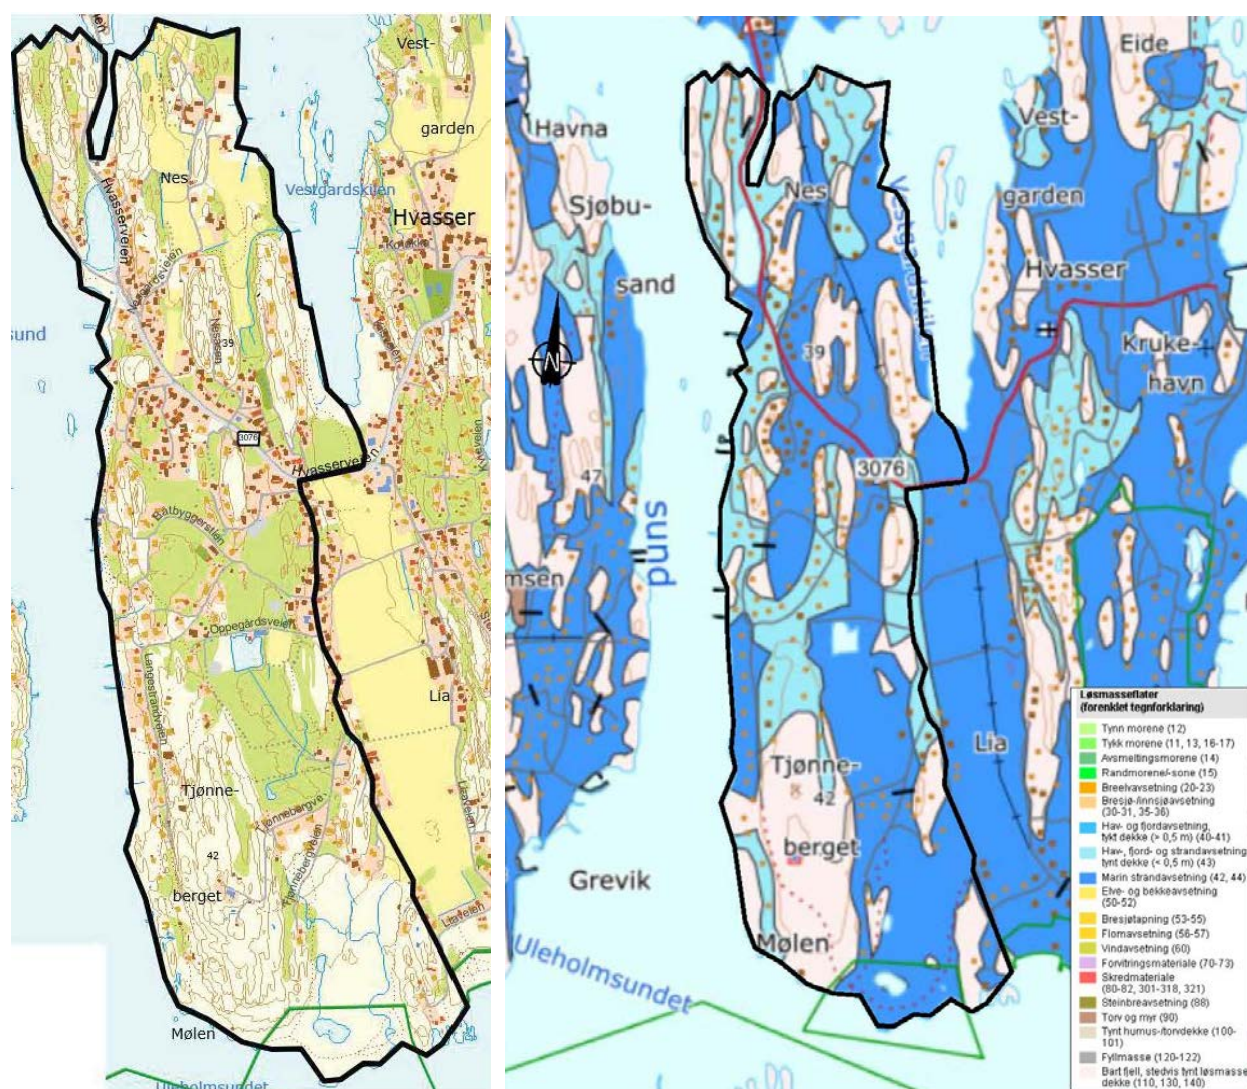 Vest-
garden
Nes
Vestgardskilen
Hvasser
Hvasserveien
39
sund
3076
Hvasserveien
Båtbyggerstien
Oppegårdsveien
Langestrandveien
Lia
Tjønne-
42
berget
Tjønnebergveien
Liaveien
Liaveien
Mølen
Uleholmsundet
Eide
Havna
Vest-
Nes
garden
Sjøbu-
sand
Hvasser
N
39
Kruke-
havn
47
3076
sund
Lia
Tjønne-
42
berget
Grevik
Mølen
Uleholmsundet
Løsmasseflater
(forenklet tegnforklaring)
Tynn morene (12)
Tykk morene (11, 13, 16-17)
Avsmeltingsmorene (14)
Randmorene/-sone (15)
Breelvavsetning (20-23)
Bresjø-/innsjøavsetning
(30-31, 35-36)
Hav- og fjordavsetning,
tykt dekke (> 0,5 m) (40-41)
Hav-, fjord- og strandavsetning,
tynt dekke (< 0,5 m) (43)
Marin strandavsetning (42, 44)
Elve- og bekkeavsetning
(50-52)
Bresjøtapning (53-55)
Flomavsetning (56-57)
Vindavsetning (60)
Forvitringsmateriale (70-73)
Skredmateriale
(80-82, 301-318, 321)
Steinbreavsetning (88)
Torv og myr (90)
Tynt humus-/torvdekke (100-
101)
Fyllmasse (120-122)
Bart fjell, stedvis tynt løsmasse
dekke (110, 130, 140)